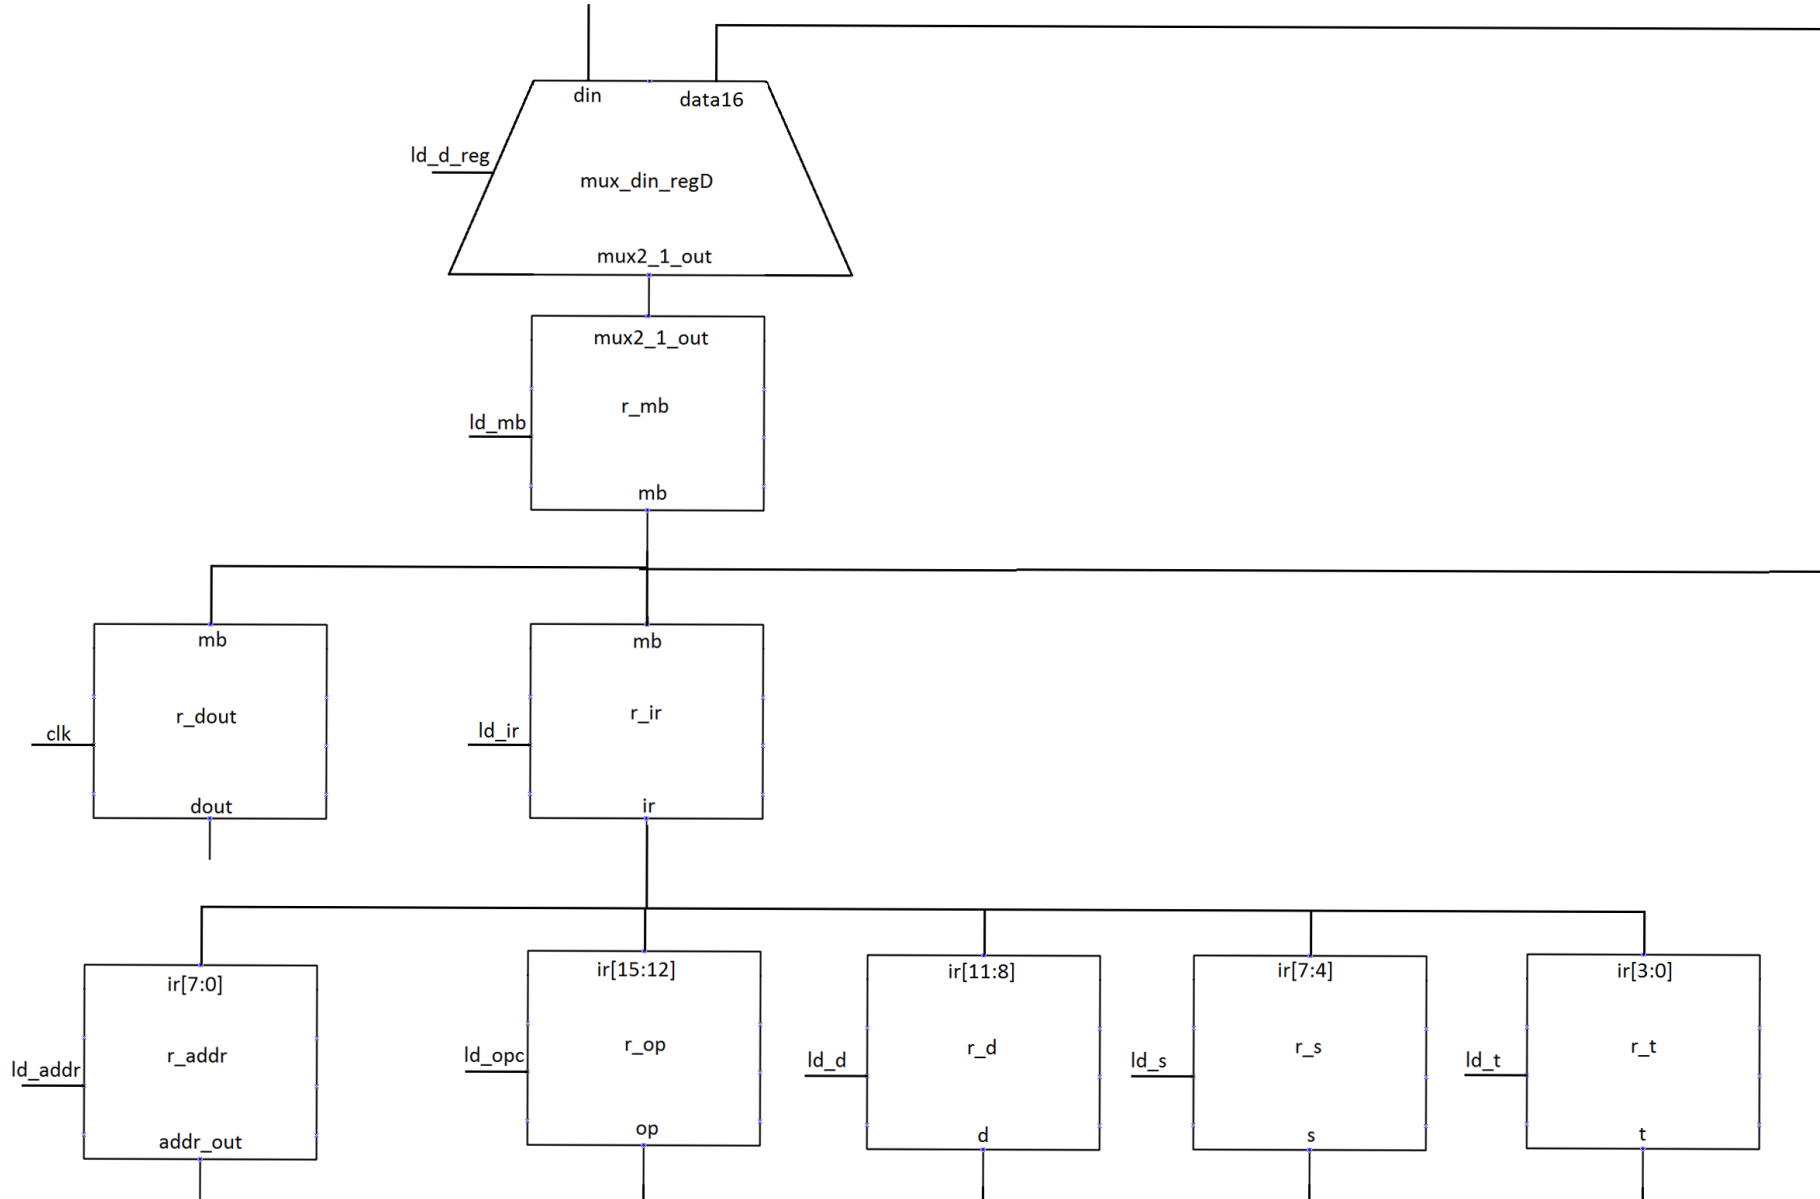 din
data16
ld_d_reg
mux_din_regD
mux2_1_out
mux2_1_out
r_mb
ld_mb
mb
mb
r_dout
clk
dout
mb
r_ir
ld_ir
ir
ir[7:0]
r_addr
ld_addr
addr_out
ir[15:12]
r_op
ld_opc
op
ir[11:8]
r_d
ld_d
d
ir[7:4]
r_s
ld_s
s
ir[3:0]
r_t
ld_t
t